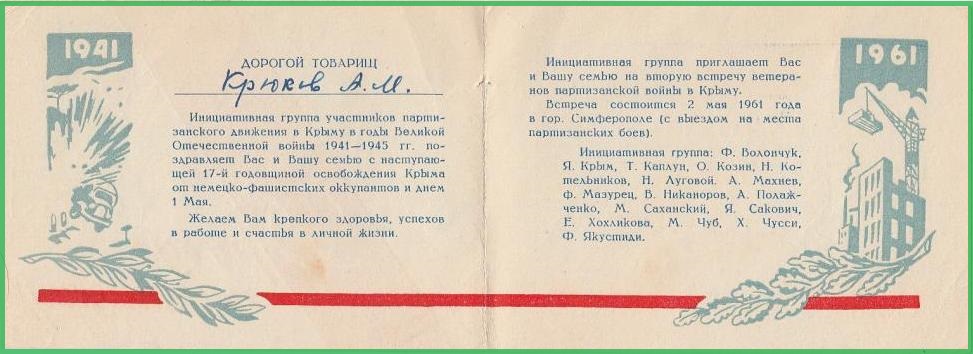 1941
ДОРОГОЙ ТОВАРИЩ
Крюков А.М.
Инициативная группа участников парти-
занского движения в Крыму в годы Великой
Отечественной войны 1941—1945 гг. по-
здравляет Вас и Вашу семью с наступаю-
щей 17-й годовщиной освобождения Крыма
от немецко-фашистских оккупантов и днем
1 Мая.
Желаем Вам крепкого здоровья, успехов
в работе и счастья в личной жизни.
1961
Инициативная группа приглашает Вас
и Вашу семью на вторую встречу ветера-
нов партизанской войны в Крыму.
Встреча состоится 2 мая 1961 года
в гор. Симферополе (с выездом на места
партизанских боев).
Инициативная группа: Ф. Волончук,
Я. Крым, Т. Каплун, О. Козин, Н. Ко-
тельников, Н. Луговой. А. Махнев,
ф. Мазурец, В. Никаноров, А. Полаж-
ченко, М. Саханский, Я. Сакович,
Е. Хохликова, М. Чуб, Х. Чусси,
Ф. Якустиди.